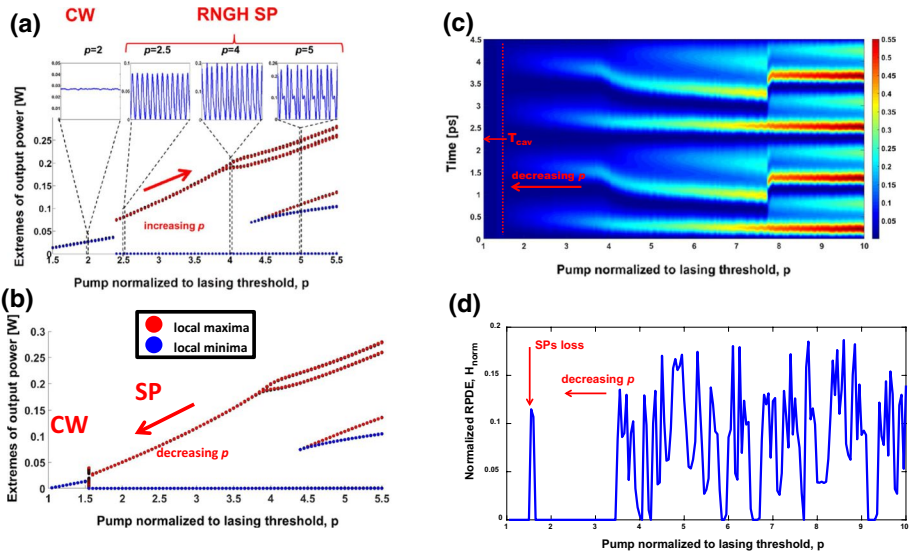 (a)
CW
RNGH SP
p=2
p=2.5
p=4
p=5
0.05
0.04
0.03
0.02
0.01
0
Extremes of output power [W]
0.25
0.2
0.15
0.1
0.05
0
increasing p
1.5 2 2.5 3 3.5 4 4.5 5 5.5
Pump normalized to lasing threshold, p
(b)
Extremes of output power [W]
0.3
0.25
0.2
0.15
0.1
0.05
0
local maxima
local minima
SP
CW
decreasing p
1 1.5 2 2.5 3 3.5 4 4.5 5 5.5
Pump normalized to lasing threshold, p
(c)
Time [ps]
4.5
4
3.5
3
2.5
2
1.5
1
0.5
0
Tcav
decreasing p
1 2 3 4 5 6 7 8 9 10
Pump normalized to lasing threshold, p
0.55
0.5
0.45
0.4
0.35
0.3
0.25
0.2
0.15
0.1
0.05
(d)
Normalized RPDE, Hnorm
0.2
0.15
0.1
0.05
0
SPs loss
decreasing p
1 2 3 4 5 6 7 8 9 10
Pump normalized to lasing threshold, p